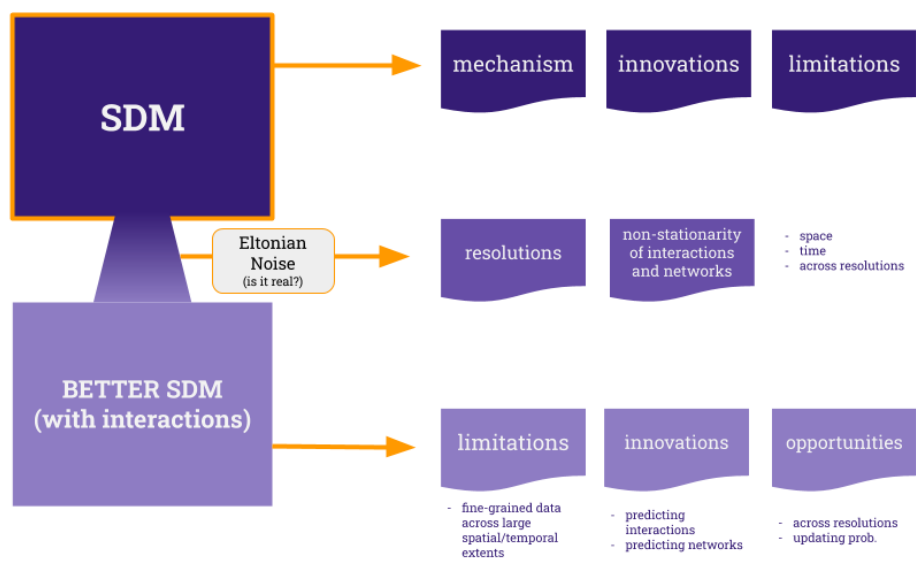 SDM
mechanism
innovations
limitations
Eltonian
Noise
(is it real?)
resolutions
non-stationarity
of interactions
and networks
- space
- time
- across resolutions
BETTER SDM
(with interactions)
limitations
innovations
opportunities
- fine-grained data
across large
spatial/temporal
extents
- predicting
interactions
- predicting networks
- across resolutions
- updating prob.